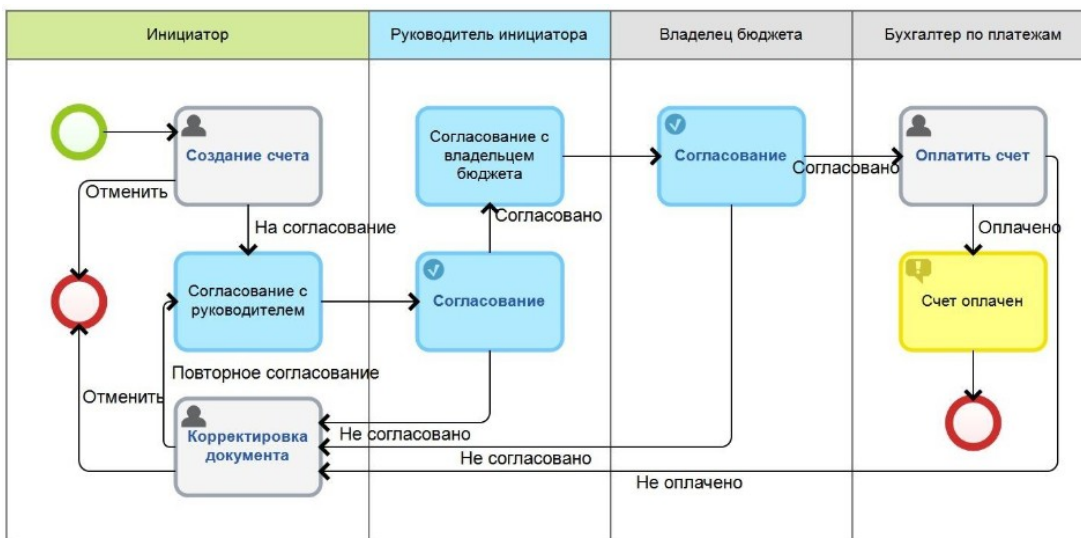 Инициатор
Руководитель инициатора
Владелец бюджета
Бухгалтер по платежам
Создание счета
Согласование с
владельцем
бюджета
Согласование
Согласовано
Оплатить счет
Отменить
На согласование
Согласовано
Оплачено
Согласование с
руководителем
Согласование
Счет оплачен
Повторное согласование
Отменить
Корректировка
документа
Не согласовано
Не согласовано
Не оплачено